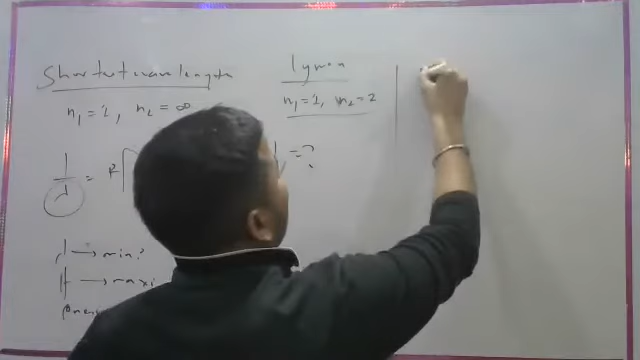 Shortest wavelength
n₁ = 1, n₂ = ∞
1/λ = R
λ → min?
→ maxi
Lyman
n₁ = 1, n₂ = 2
= ?